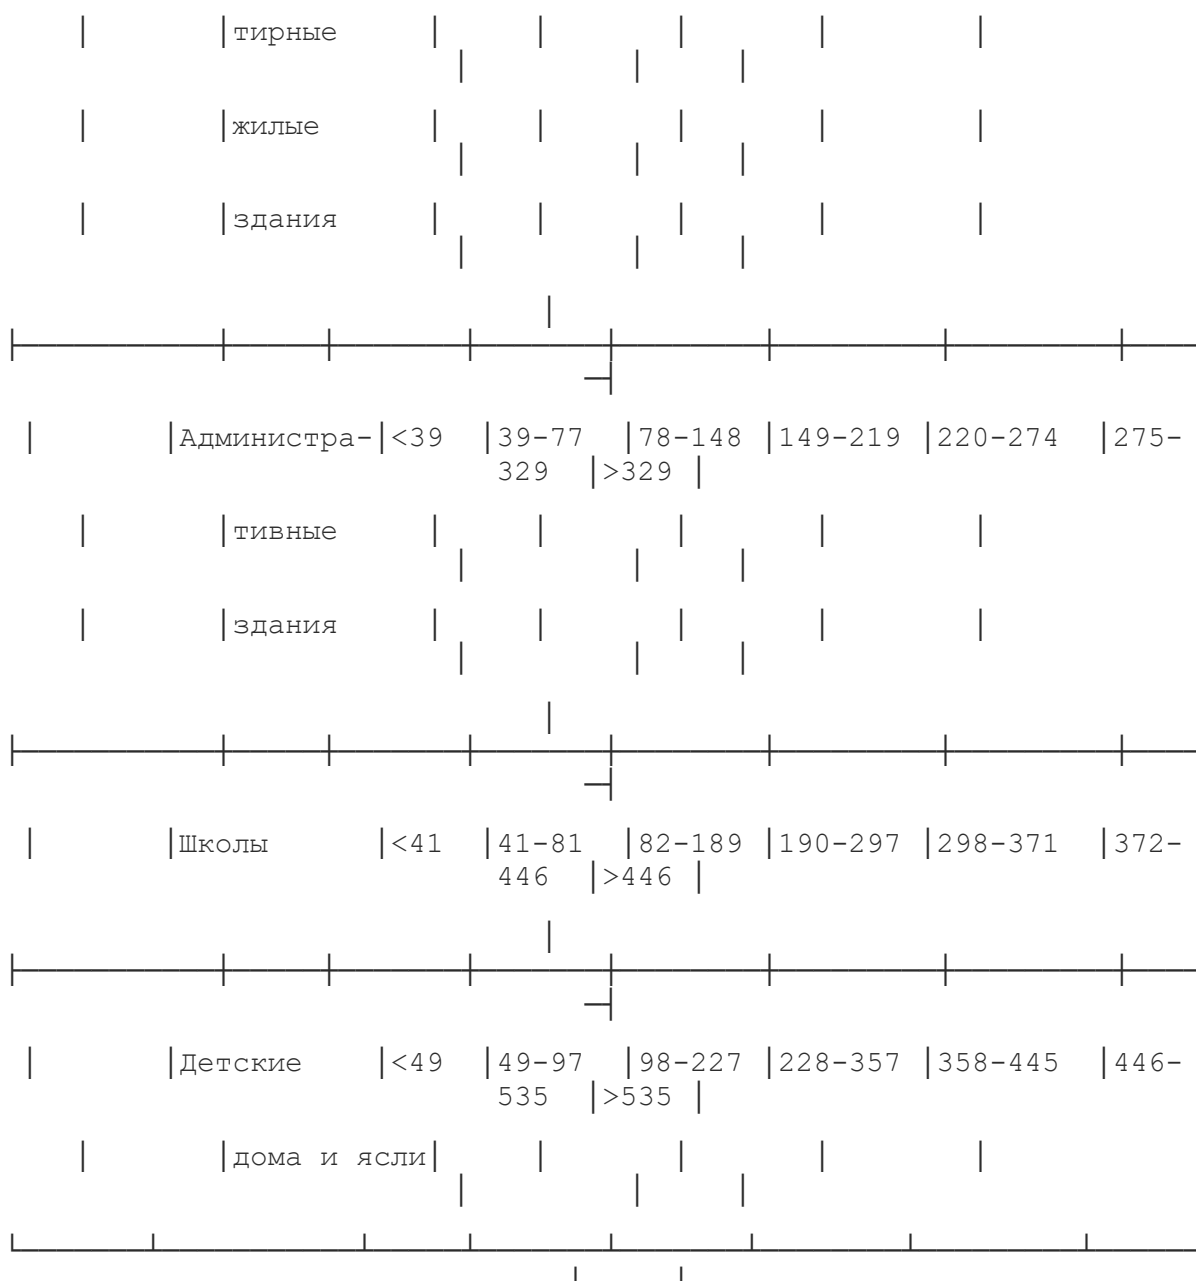 тирные
жилые
здания
Администра- <39 39-77 78-148 149-219 220-274 275-
329 >329
тивные
здания
Школы <41 41-81 82-189 190-297 298-371 372-
446 >446
Детские <49 49-97 98-227 228-357 358-445 446-
535 >535
дома и ясли